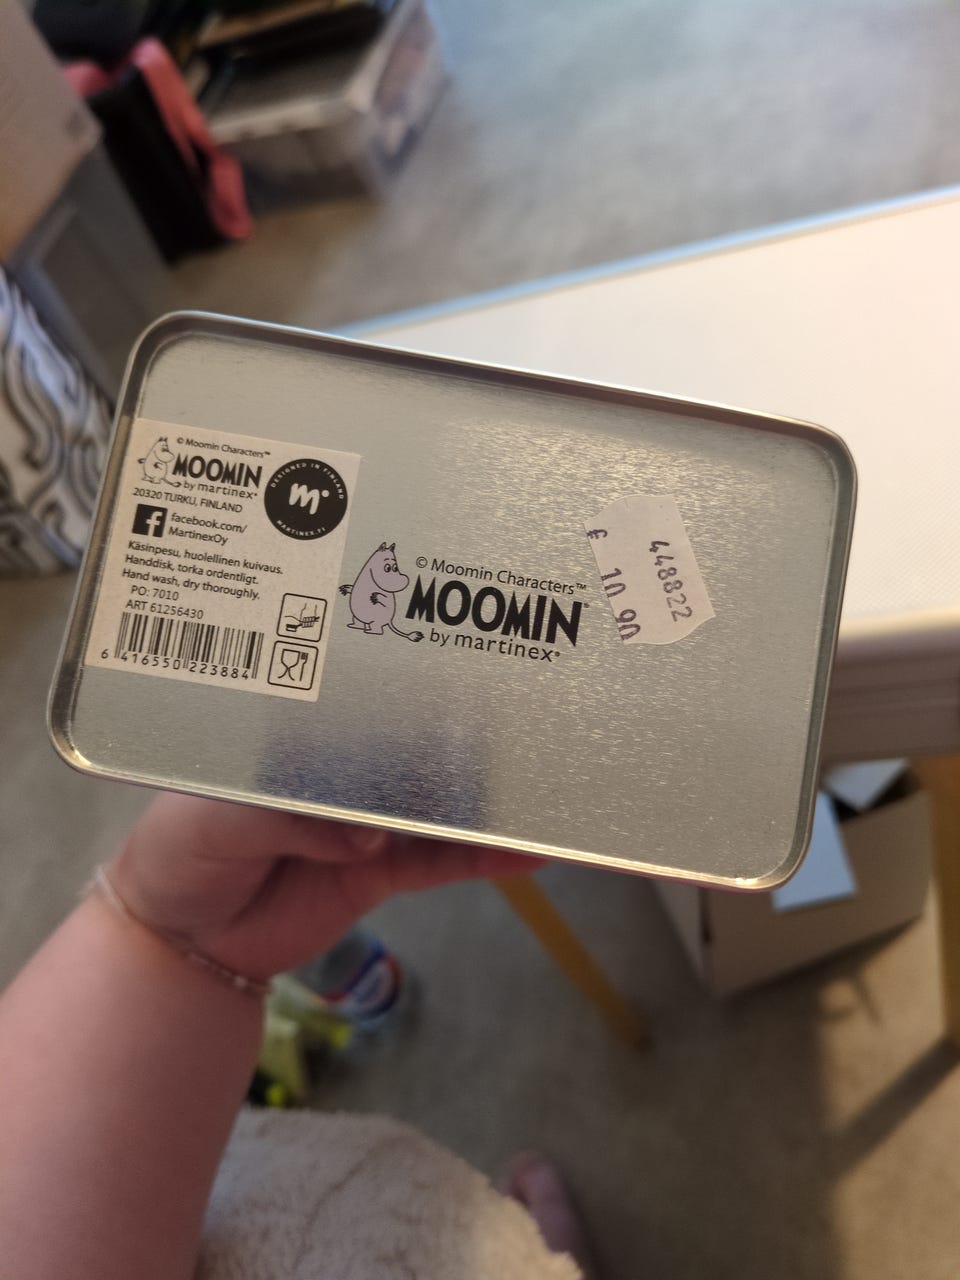 © Moomin Characters™
MOOMIN
by martinex®
20320 TURKU, FINLAND
facebook.com/
MartinexOy
Käsinpesu, huolellinen kuivaus.
Handdisk, torka ordentligt.
Hand wash, dry thoroughly.
PO: 7010
ART 61256430
6 416550 223884
DESIGNED IN FINLAND
m
MARTINEX.FI
© Moomin Characters™
MOOMIN
by martinex®
448822
£ 10 90